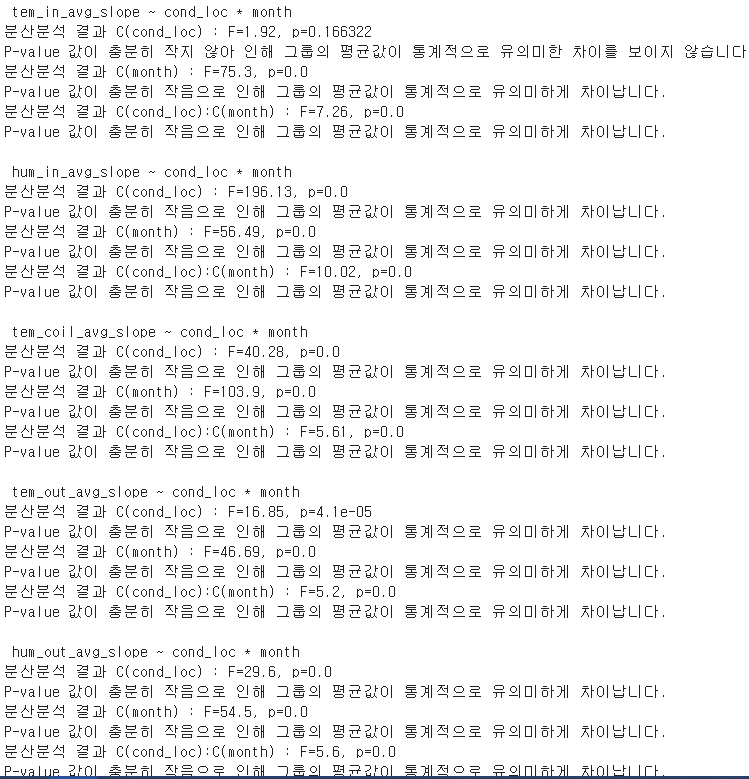 tem_in_avg_slope ~ cond_loc * month
분산분석 결과 C(cond_loc) : F=1.92, p=0.166322
P-value 값이 충분히 작지 않아 인해 그룹의 평균값이 통계적으로 유의미한 차이를 보이지 않습니다
분산분석 결과 C(month) : F=75.3, p=0.0
P-value 값이 충분히 작음으로 인해 그룹의 평균값이 통계적으로 유의미하게 차이납니다.
분산분석 결과 C(cond_loc):C(month) : F=7.26, p=0.0
P-value 값이 충분히 작음으로 인해 그룹의 평균값이 통계적으로 유의미하게 차이납니다.
hum_in_avg_slope ~ cond_loc * month
분산분석 결과 C(cond_loc) : F=196.13, p=0.0
P-value 값이 충분히 작음으로 인해 그룹의 평균값이 통계적으로 유의미하게 차이납니다.
분산분석 결과 C(month) : F=56.49, p=0.0
P-value 값이 충분히 작음으로 인해 그룹의 평균값이 통계적으로 유의미하게 차이납니다.
분산분석 결과 C(cond_loc):C(month) : F=10.02, p=0.0
P-value 값이 충분히 작음으로 인해 그룹의 평균값이 통계적으로 유의미하게 차이납니다.
tem_coil_avg_slope ~ cond_loc * month
분산분석 결과 C(cond_loc) : F=40.28, p=0.0
P-value 값이 충분히 작음으로 인해 그룹의 평균값이 통계적으로 유의미하게 차이납니다.
분산분석 결과 C(month) : F=103.9, p=0.0
P-value 값이 충분히 작음으로 인해 그룹의 평균값이 통계적으로 유의미하게 차이납니다.
분산분석 결과 C(cond_loc):C(month) : F=5.61, p=0.0
P-value 값이 충분히 작음으로 인해 그룹의 평균값이 통계적으로 유의미하게 차이납니다.
tem_out_avg_slope ~ cond_loc * month
분산분석 결과 C(cond_loc) : F=16.85, p=4.1e-05
P-value 값이 충분히 작음으로 인해 그룹의 평균값이 통계적으로 유의미하게 차이납니다.
분산분석 결과 C(month) : F=46.69, p=0.0
P-value 값이 충분히 작음으로 인해 그룹의 평균값이 통계적으로 유의미하게 차이납니다.
분산분석 결과 C(cond_loc):C(month) : F=5.2, p=0.0
P-value 값이 충분히 작음으로 인해 그룹의 평균값이 통계적으로 유의미하게 차이납니다.
hum_out_avg_slope ~ cond_loc * month
분산분석 결과 C(cond_loc) : F=29.6, p=0.0
P-value 값이 충분히 작음으로 인해 그룹의 평균값이 통계적으로 유의미하게 차이납니다.
분산분석 결과 C(month) : F=54.5, p=0.0
P-value 값이 충분히 작음으로 인해 그룹의 평균값이 통계적으로 유의미하게 차이납니다.
분산분석 결과 C(cond_loc):C(month) : F=5.6, p=0.0
P-value 값이 충분히 작음으로 인해 그룹의 평균값이 통계적으로 유의미하게 차이납니다.